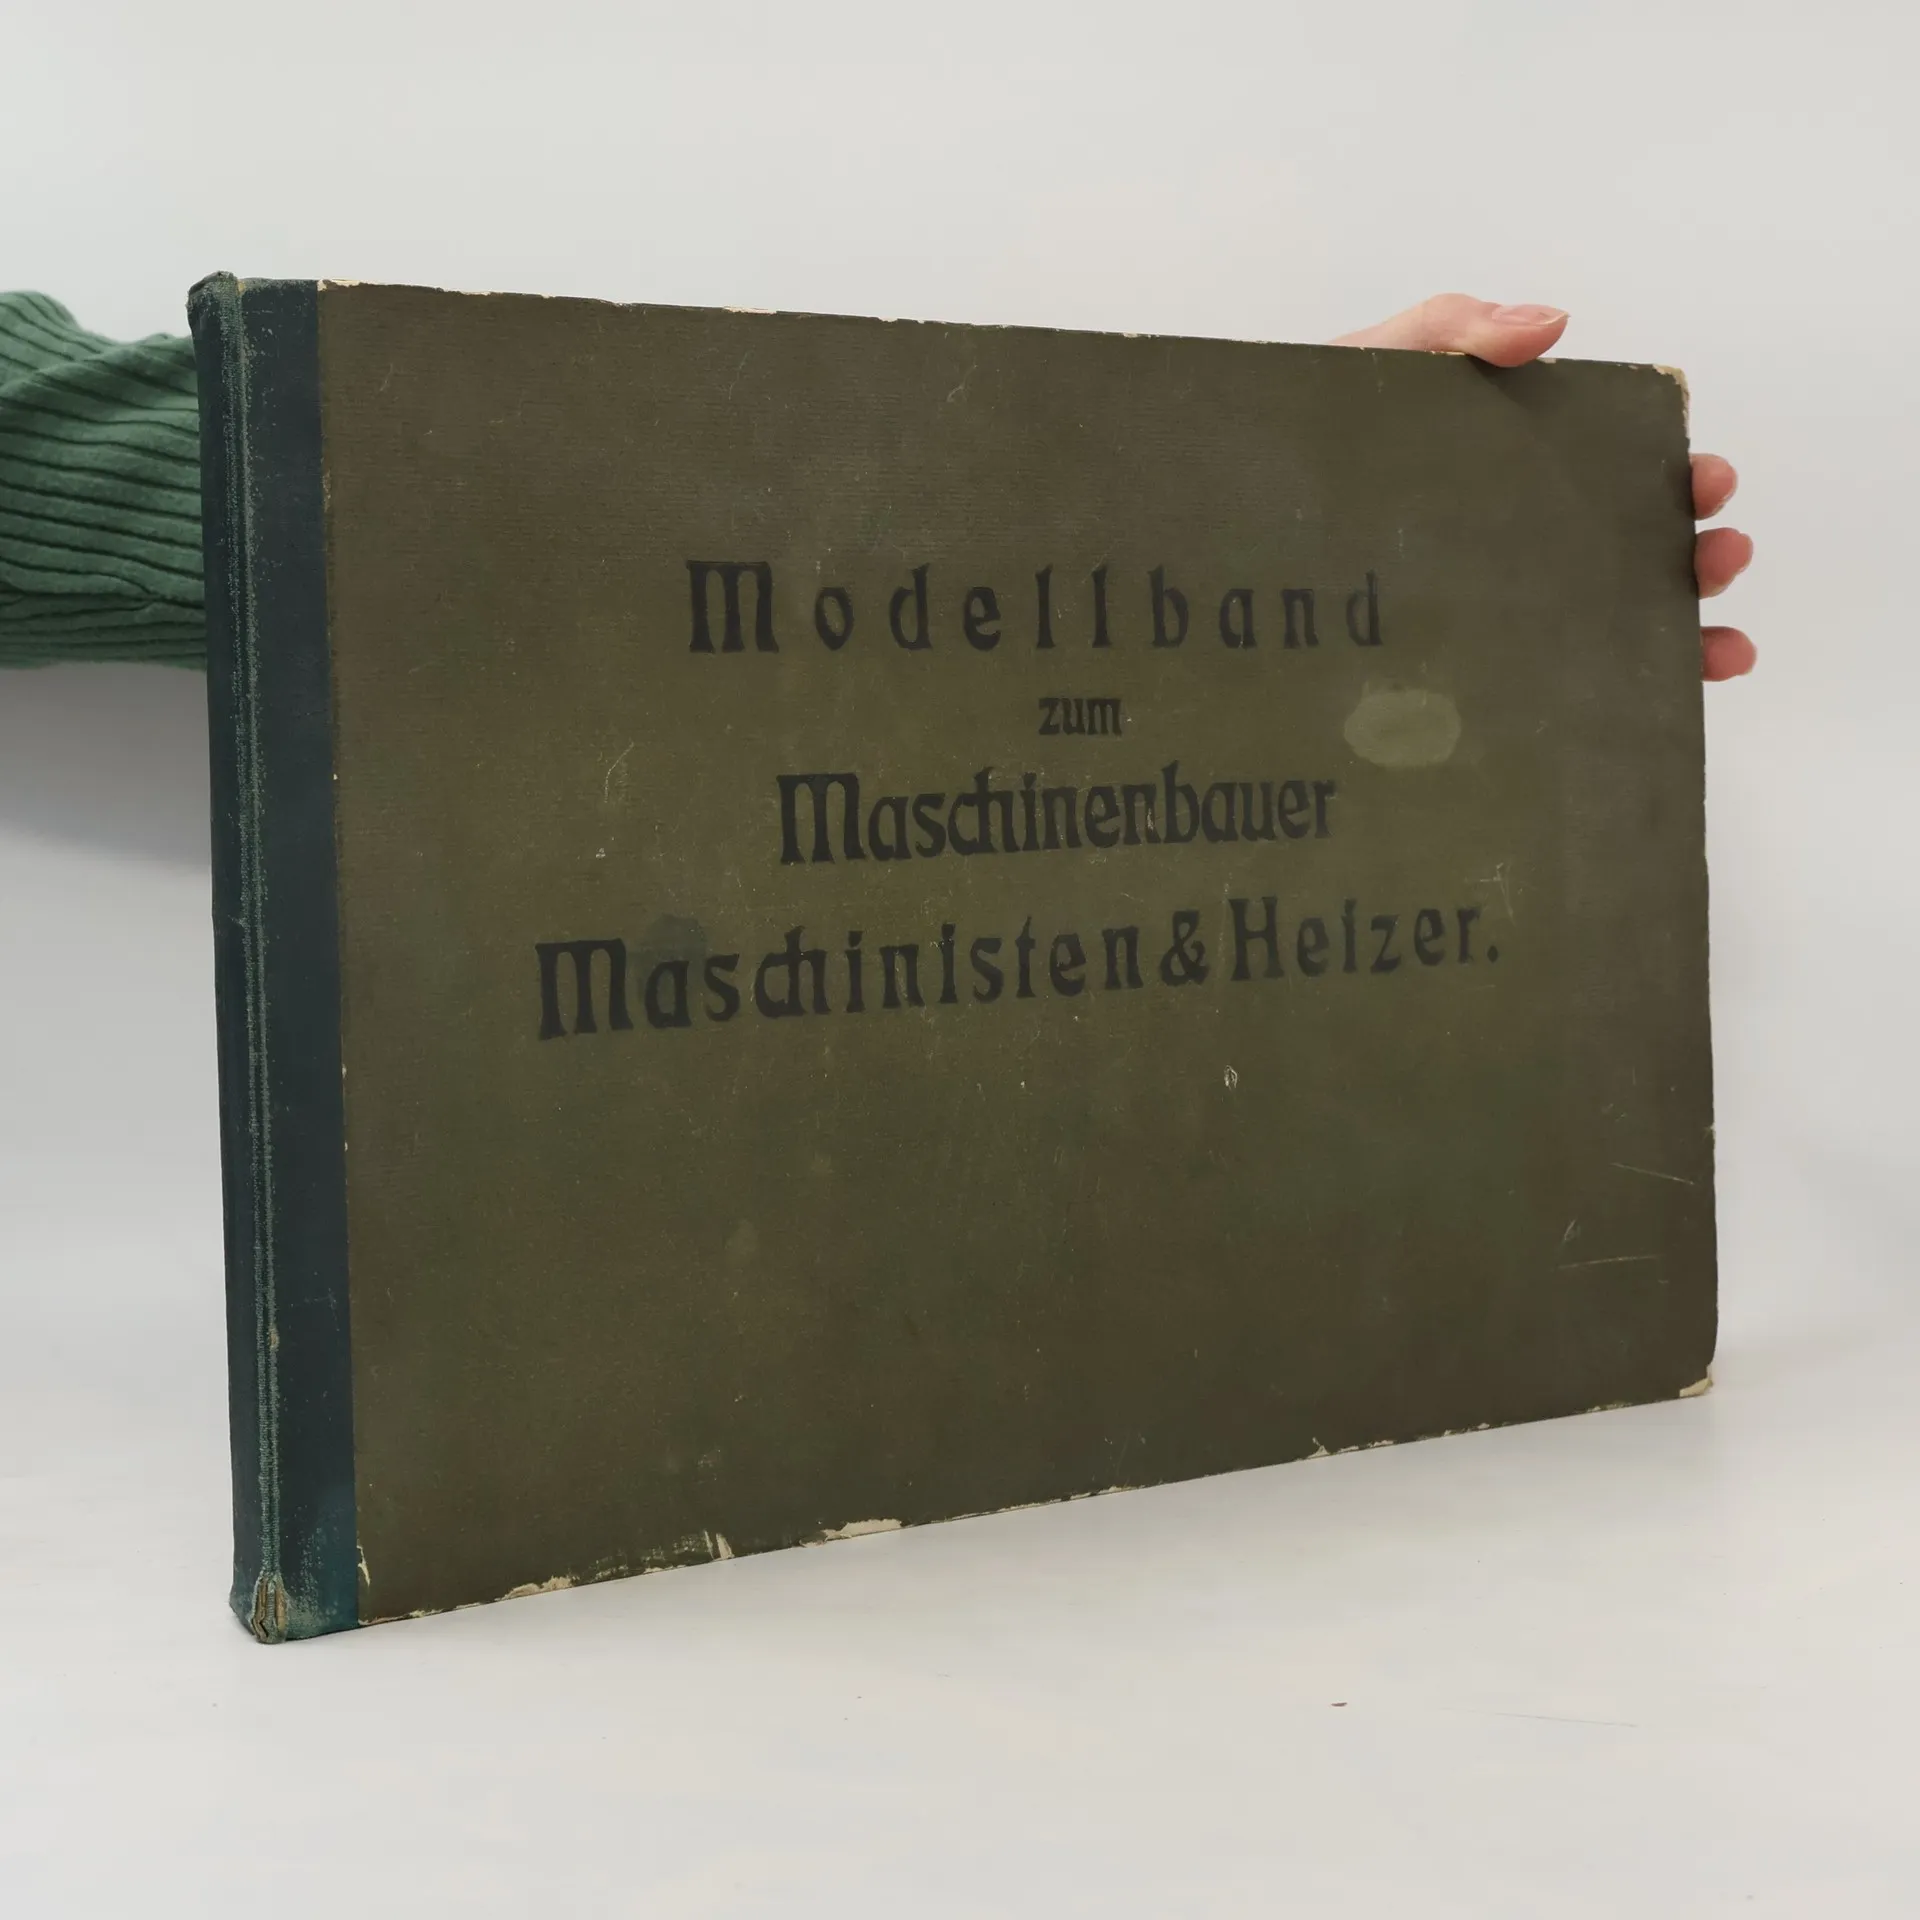 Modellband
zum
Maschinenbauer
Maschinisten & Heizer.